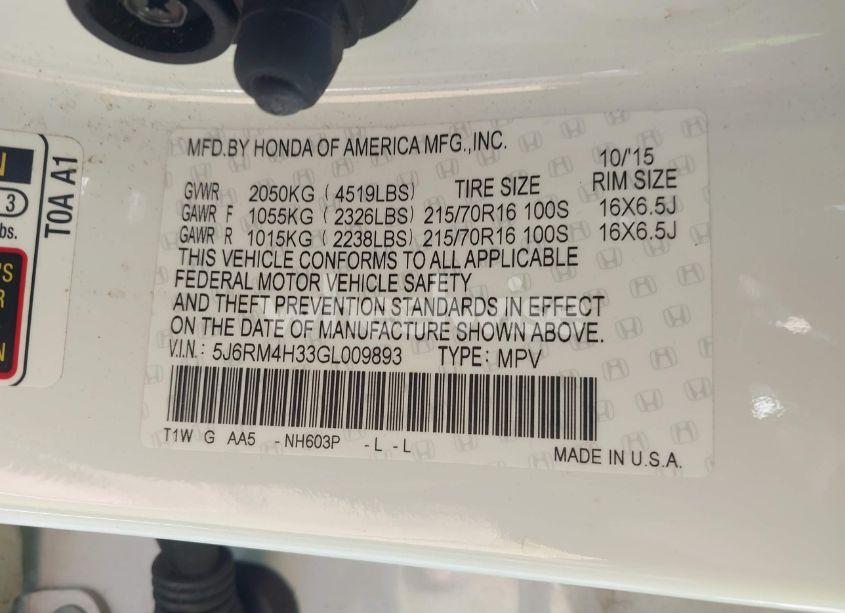 MFD.BY HONDA OF AMERICA MFG.,INC.
10/'15
GVWR 2050KG (4519LBS) TIRE SIZE RIM SIZE
GAWR F 1055KG (2326LBS) 215/70R16 100S 16X6.5J
GAWR R 1015KG (2238LBS) 215/70R16 100S 16X6.5J
THIS VEHICLE CONFORMS TO ALL APPLICABLE
FEDERAL MOTOR VEHICLE SAFETY
AND THEFT PREVENTION STANDARDS IN EFFECT
ON THE DATE OF MANUFACTURE SHOWN ABOVE.
V.I.N.: 5J6RM4H33GL009893 TYPE: MPV
T1W G AA5 -NH603P -L -L
MADE IN U.S.A.
T0A A1
N
3
bs.
'S
R
N